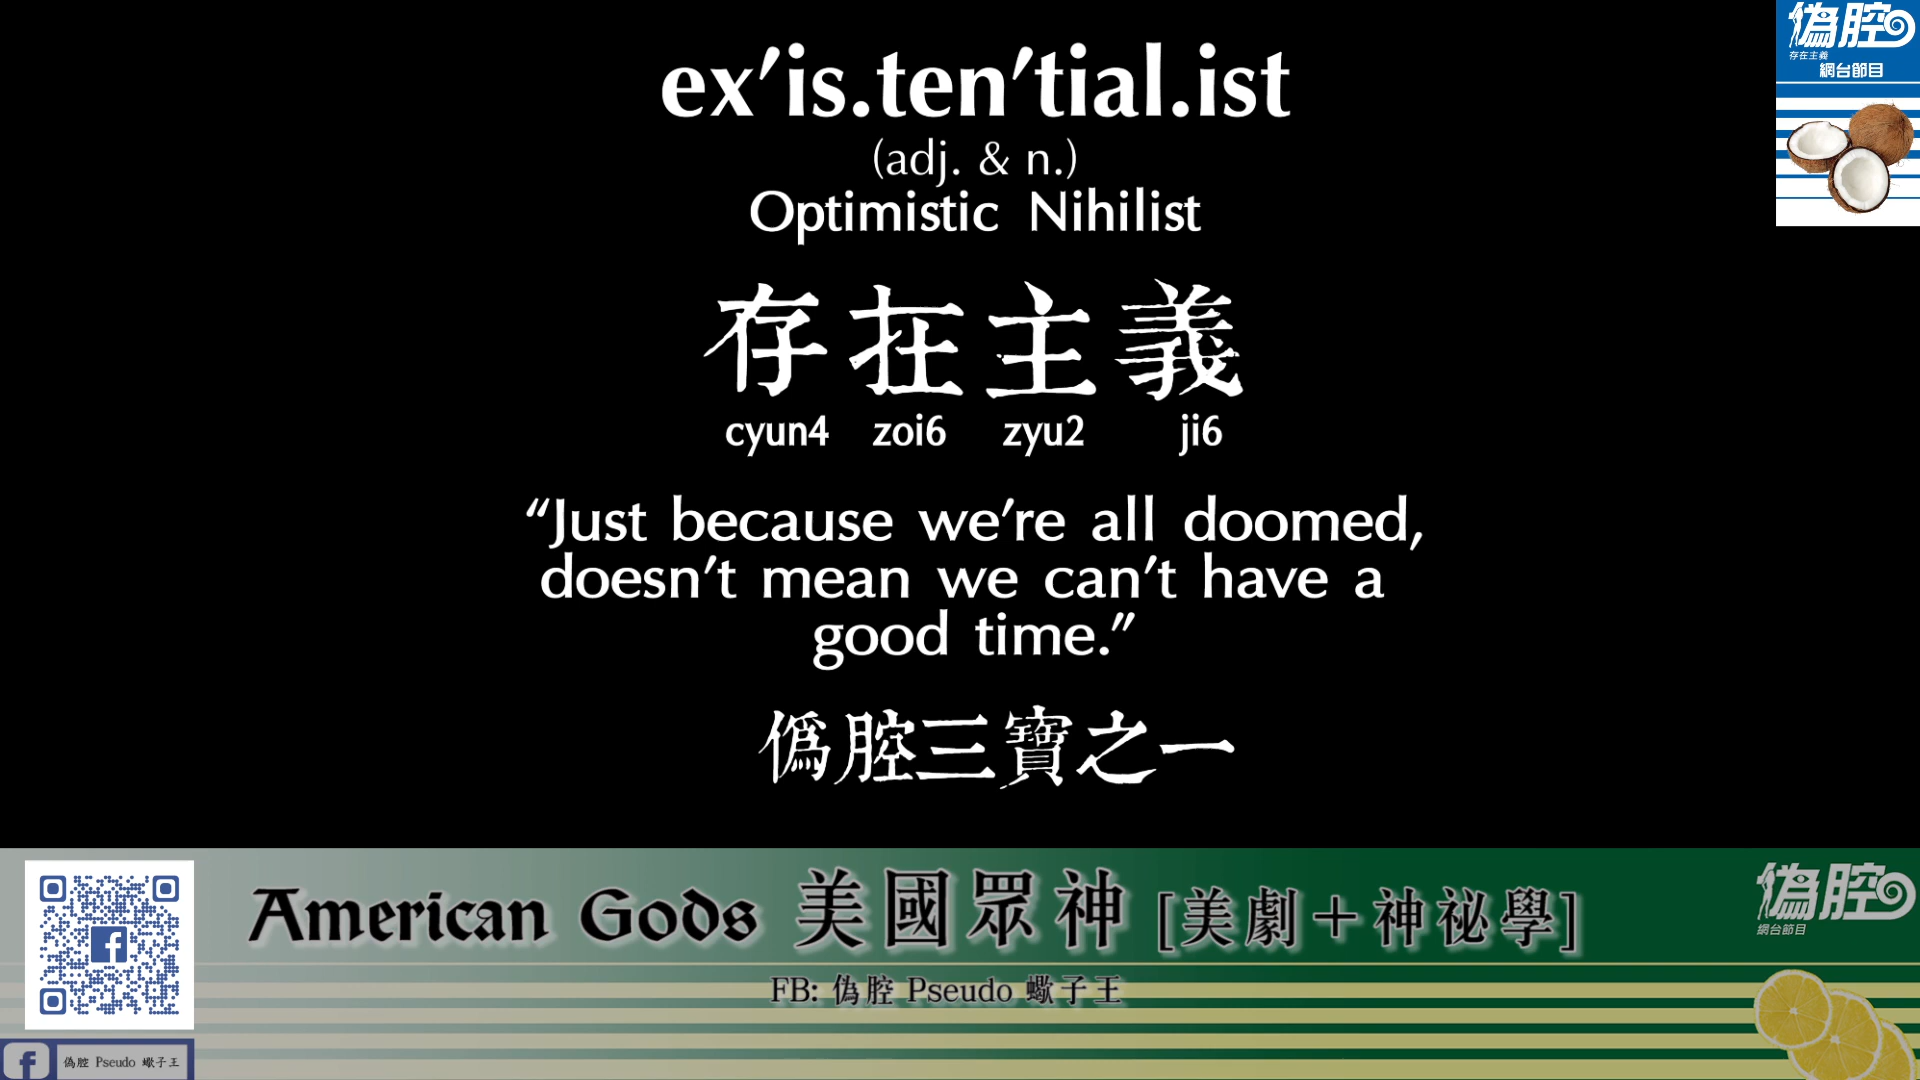 ex′is.ten′tial.ist
(adj. & n.)
Optimistic Nihilist
存在主義
cyun4 zoi6 zyu2 ji6
“Just because we’re all doomed,
doesn’t mean we can’t have a
good time.”
僞腔三寶之一
偽腔
存在主義
網台節目
American Gods 美國眾神 [美劇＋神祕學]
FB: 偽腔 Pseudo 蠍子王
偽腔 Pseudo 蠍子王
偽腔
網台節目